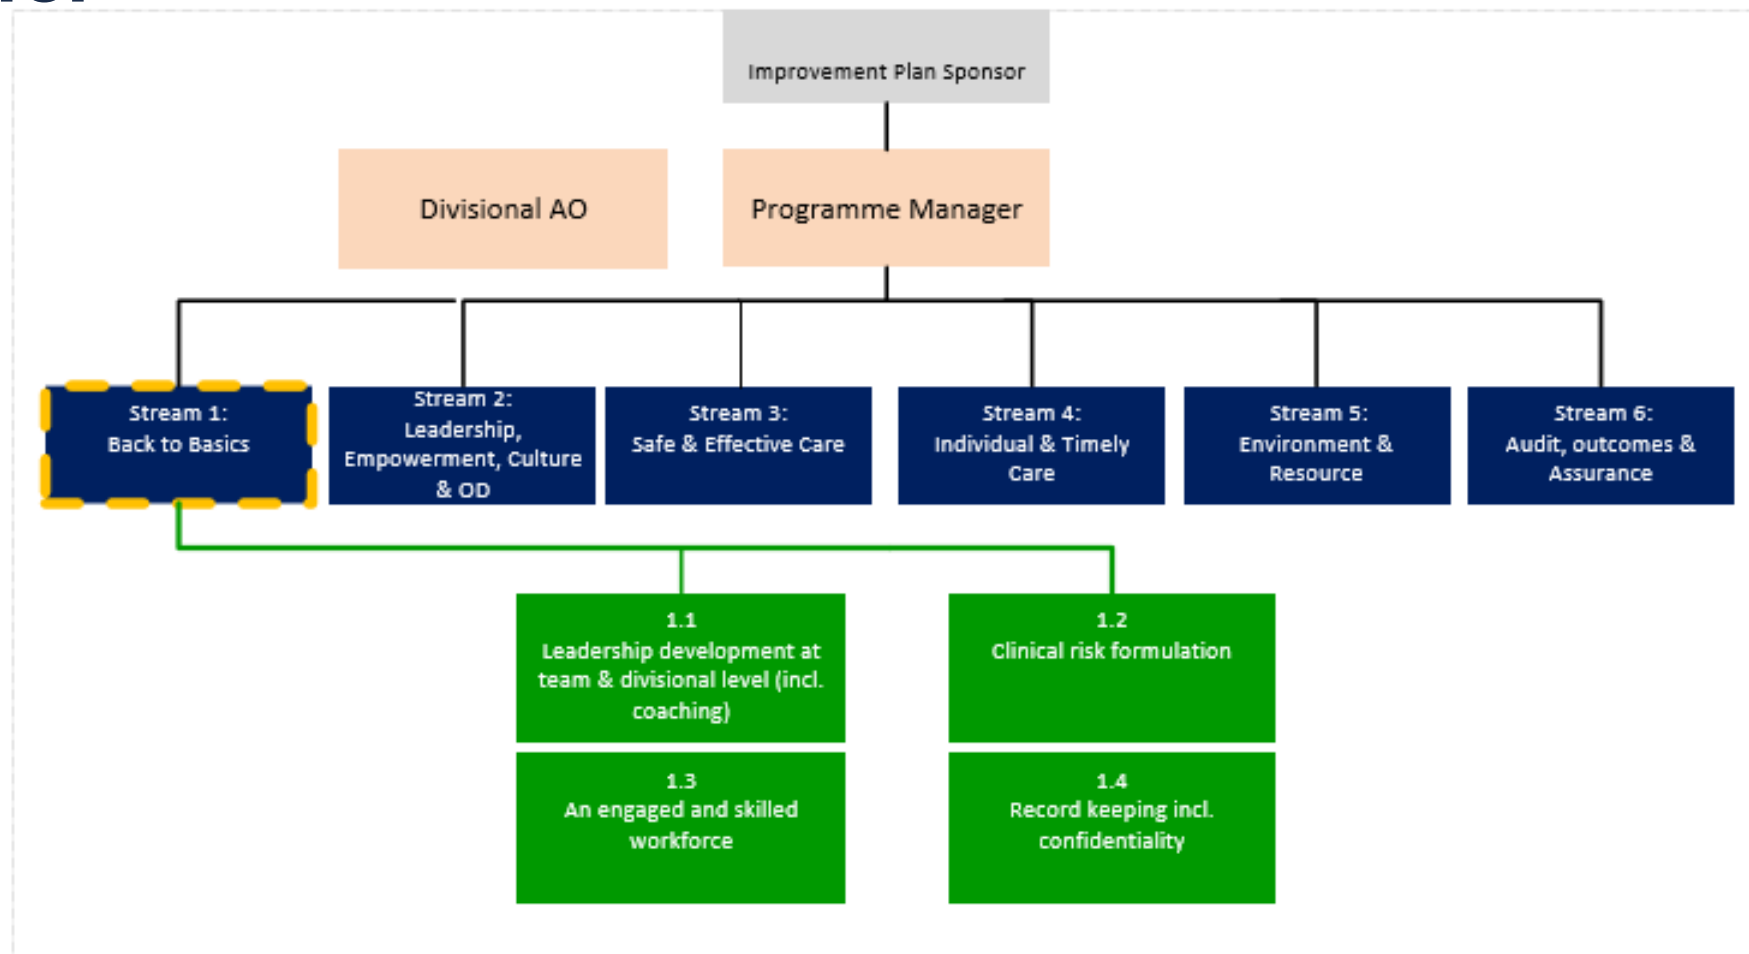 Improvement Plan Sponsor
Divisional AO
Programme Manager
Stream 1:
Back to Basics
Stream 2:
Leadership,
Empowerment, Culture
& OD
Stream 3:
Safe & Effective Care
Stream 4:
Individual & Timely
Care
Stream 5:
Environment &
Resource
Stream 6:
Audit, outcomes &
Assurance
1.1
Leadership development at
team & divisional level (incl.
coaching)
1.2
Clinical risk formulation
1.3
An engaged and skilled
workforce
1.4
Record keeping incl.
confidentiality